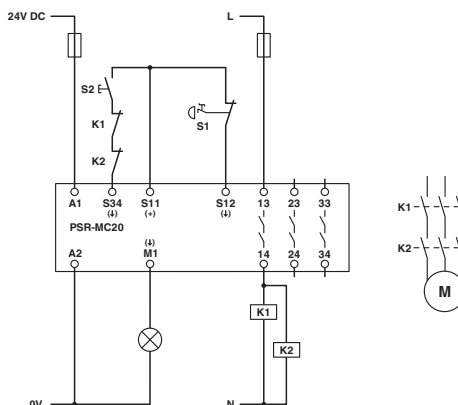 24V DC
L
S2
K1
S1
K2
A1 S34 S11 S12 13 23 33
(↓) (+) (↓)
PSR-MC20
(↓)
A2 M1 14 24 34
K1
K2
0V N
K1
K2
M